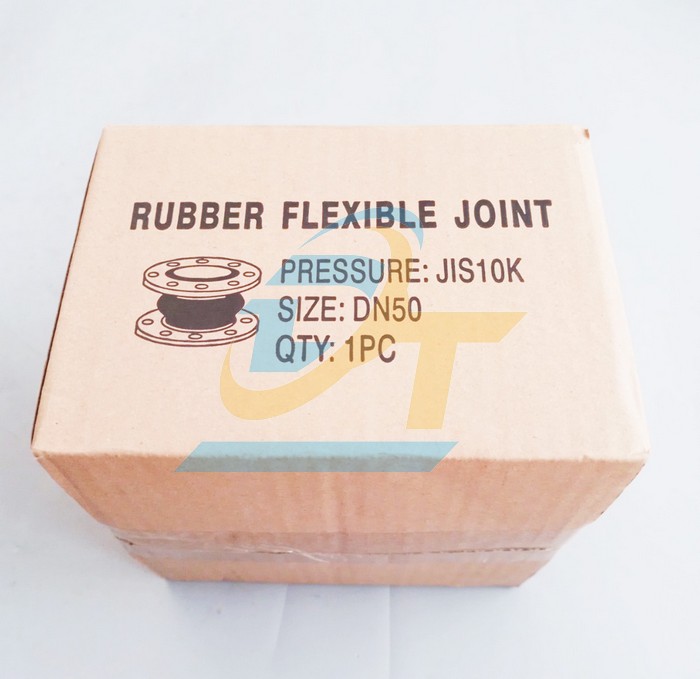 RUBBER FLEXIBLE JOINT
PRESSURE: JIS10K
SIZE: DN50
QTY: 1PC